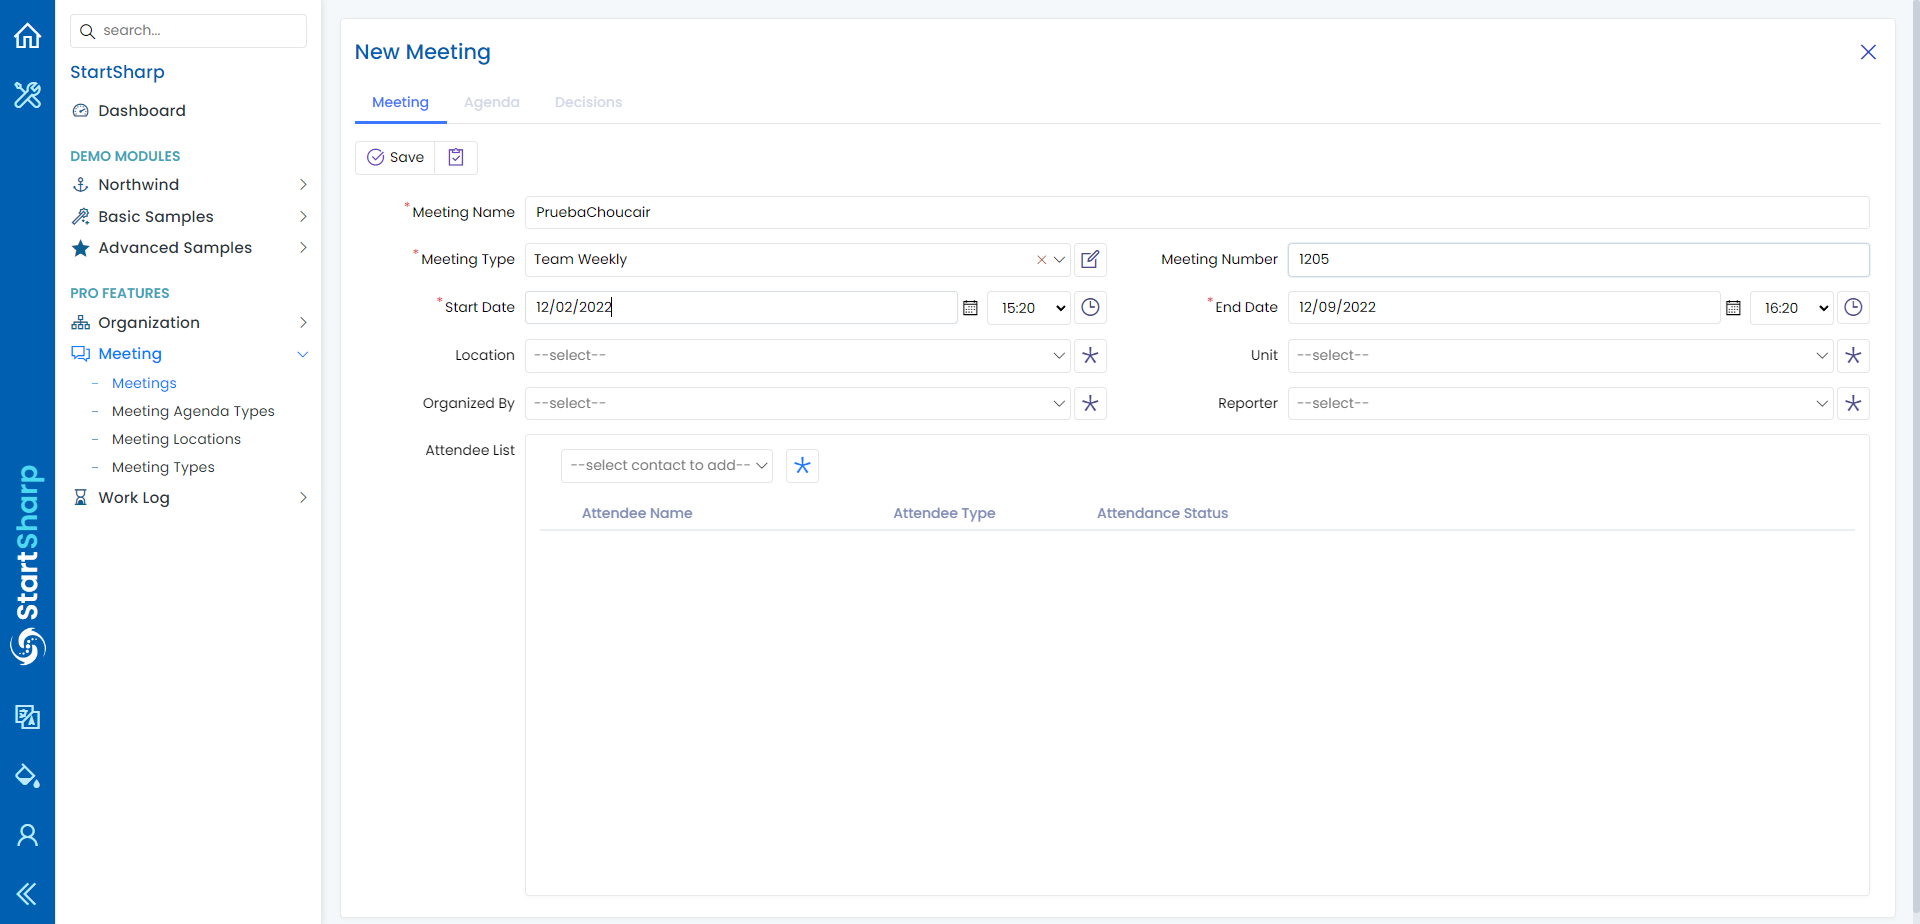 search...
StartSharp
Dashboard
DEMO MODULES
Northwind
Basic Samples
Advanced Samples
PRO FEATURES
Organization
Meeting
Meetings
Meeting Agenda Types
Meeting Locations
Meeting Types
Work Log
StartSharp
New Meeting
Meeting Agenda Decisions
Save
*Meeting Name PruebaChoucair
*Meeting Type Team Weekly Meeting Number 1205
*Start Date 12/02/2022 15:20 *End Date 12/09/2022 16:20
Location --select-- Unit --select--
Organized By --select-- Reporter --select--
Attendee List --select contact to add--
Attendee Name Attendee Type Attendance Status